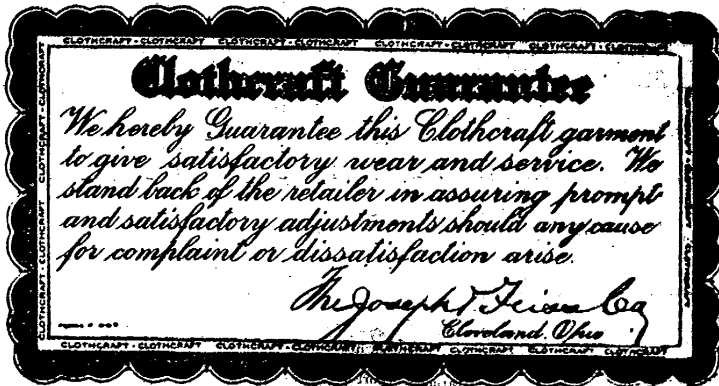 CLOTHCRAFT · CLOTHCRAFT · CLOTHCRAFT · CLOTHCRAFT · CLOTHCRAFT · CLOTHCRAFT · CLOTHCRAFT · CLOTHCRAFT
Clothcraft Guarantee
We hereby Guarantee this Clothcraft garment
to give satisfactory wear and service. We
stand back of the retailer in assuring prompt
and satisfactory adjustments should any cause
for complaint or dissatisfaction arise.
The Joseph & Feiss Co
Cleveland, Ohio
CLOTHCRAFT · CLOTHCRAFT · CLOTHCRAFT · CLOTHCRAFT · CLOTHCRAFT · CLOTHCRAFT · CLOTHCRAFT · CLOTHCRAFT